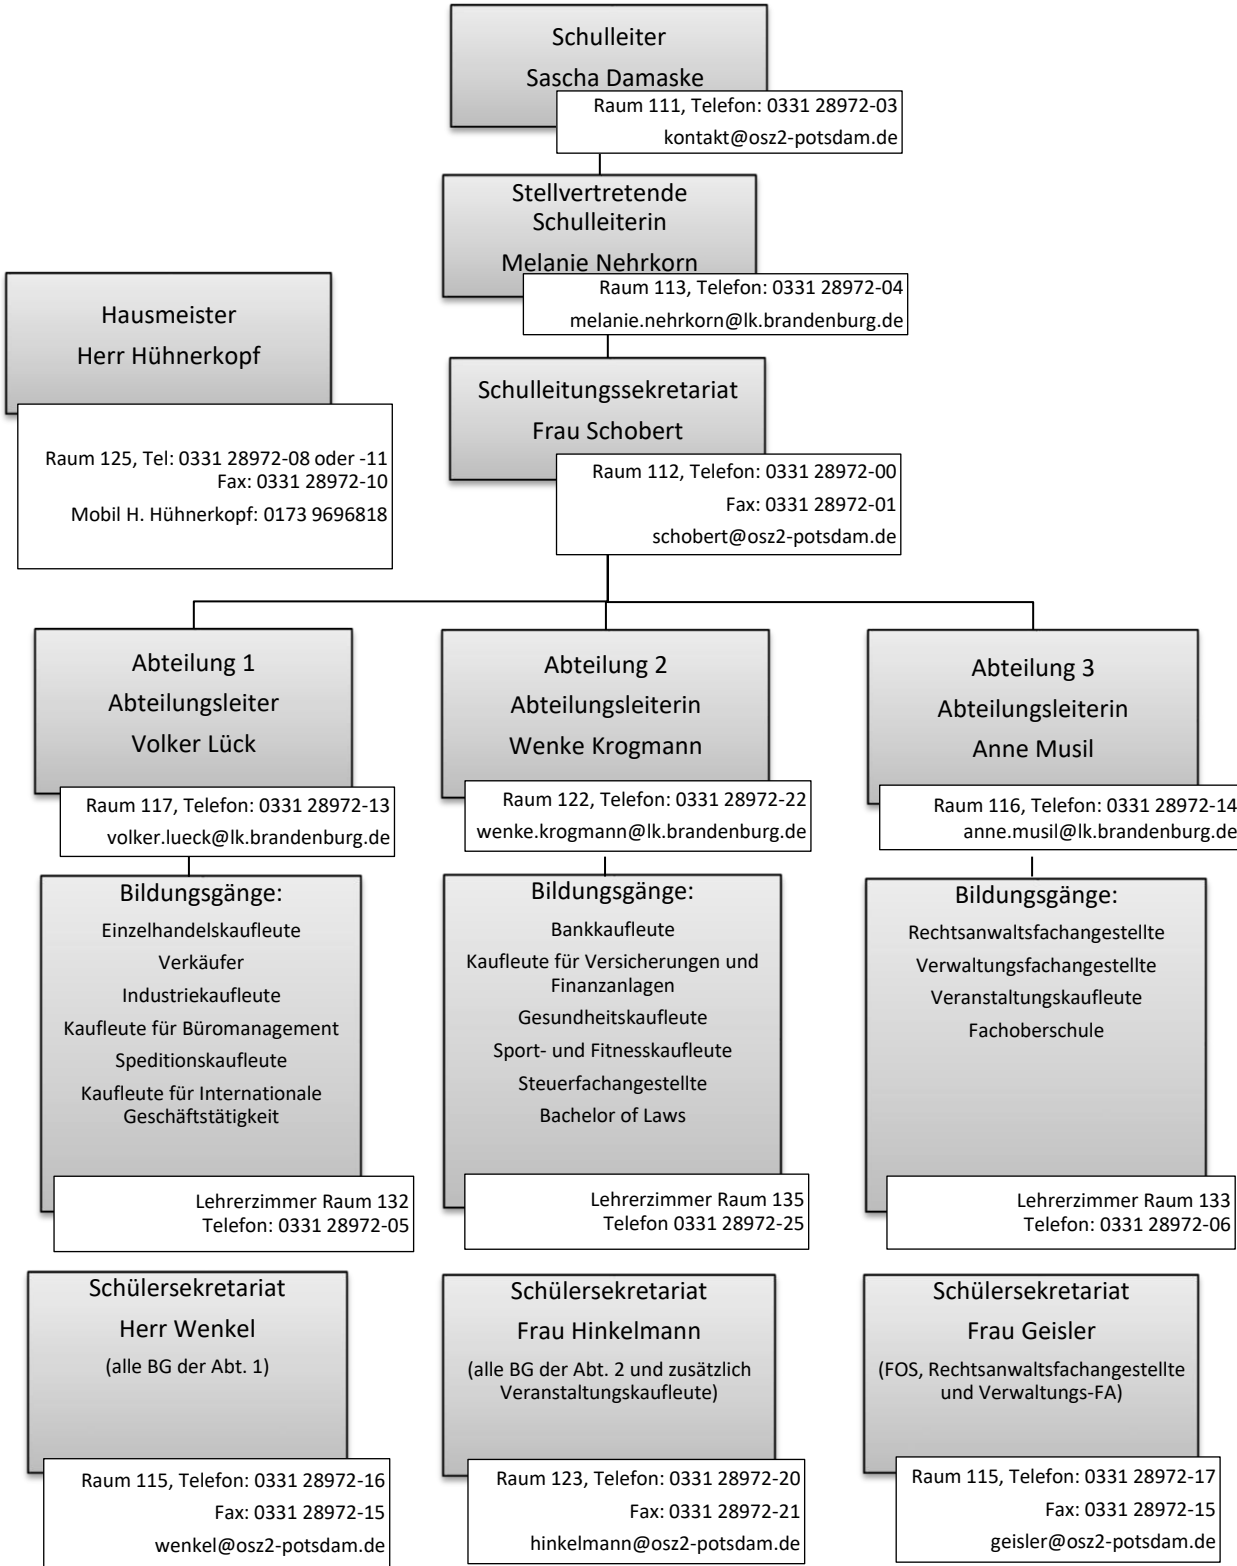 Schulleiter
Sascha Damaske
Raum 111, Telefon: 0331 28972-03
kontakt@osz2-potsdam.de
Stellvertretende
Schulleiterin
Melanie Nehrkorn
Raum 113, Telefon: 0331 28972-04
melanie.nehrkorn@lk.brandenburg.de
Hausmeister
Herr Hühnerkopf
Raum 125, Tel: 0331 28972-08 oder -11
Fax: 0331 28972-10
Mobil H. Hühnerkopf: 0173 9696818
Schulleitungssekretariat
Frau Schobert
Raum 112, Telefon: 0331 28972-00
Fax: 0331 28972-01
schobert@osz2-potsdam.de
Abteilung 1
Abteilungsleiter
Volker Lück
Raum 117, Telefon: 0331 28972-13
volker.lueck@lk.brandenburg.de
Abteilung 2
Abteilungsleiterin
Wenke Krogmann
Raum 122, Telefon: 0331 28972-22
wenke.krogmann@lk.brandenburg.de
Abteilung 3
Abteilungsleiterin
Anne Musil
Raum 116, Telefon: 0331 28972-14
anne.musil@lk.brandenburg.de
Bildungsgänge:
Einzelhandelskaufleute
Verkäufer
Industriekaufleute
Kaufleute für Büromanagement
Speditionskaufleute
Kaufleute für Internationale
Geschäftstätigkeit
Lehrerzimmer Raum 132
Telefon: 0331 28972-05
Bildungsgänge:
Bankkaufleute
Kaufleute für Versicherungen und
Finanzanlagen
Gesundheitskaufleute
Sport- und Fitnesskaufleute
Steuerfachangestellte
Bachelor of Laws
Lehrerzimmer Raum 135
Telefon 0331 28972-25
Bildungsgänge:
Rechtsanwaltsfachangestellte
Verwaltungsfachangestellte
Veranstaltungskaufleute
Fachoberschule
Lehrerzimmer Raum 133
Telefon: 0331 28972-06
Schülersekretariat
Herr Wenkel
(alle BG der Abt. 1)
Raum 115, Telefon: 0331 28972-16
Fax: 0331 28972-15
wenkel@osz2-potsdam.de
Schülersekretariat
Frau Hinkelmann
(alle BG der Abt. 2 und zusätzlich
Veranstaltungskaufleute)
Raum 123, Telefon: 0331 28972-20
Fax: 0331 28972-21
hinkelmann@osz2-potsdam.de
Schülersekretariat
Frau Geisler
(FOS, Rechtsanwaltsfachangestellte
und Verwaltungs-FA)
Raum 115, Telefon: 0331 28972-17
Fax: 0331 28972-15
geisler@osz2-potsdam.de